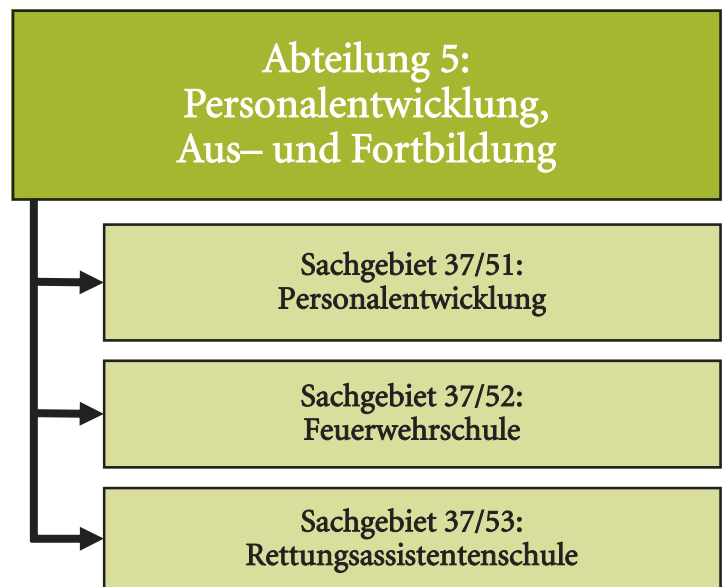 Abteilung 5:
Personalentwicklung,
Aus– und Fortbildung
Sachgebiet 37/51:
Personalentwicklung
Sachgebiet 37/52:
Feuerwehrschule
Sachgebiet 37/53:
Rettungsassistentenschule